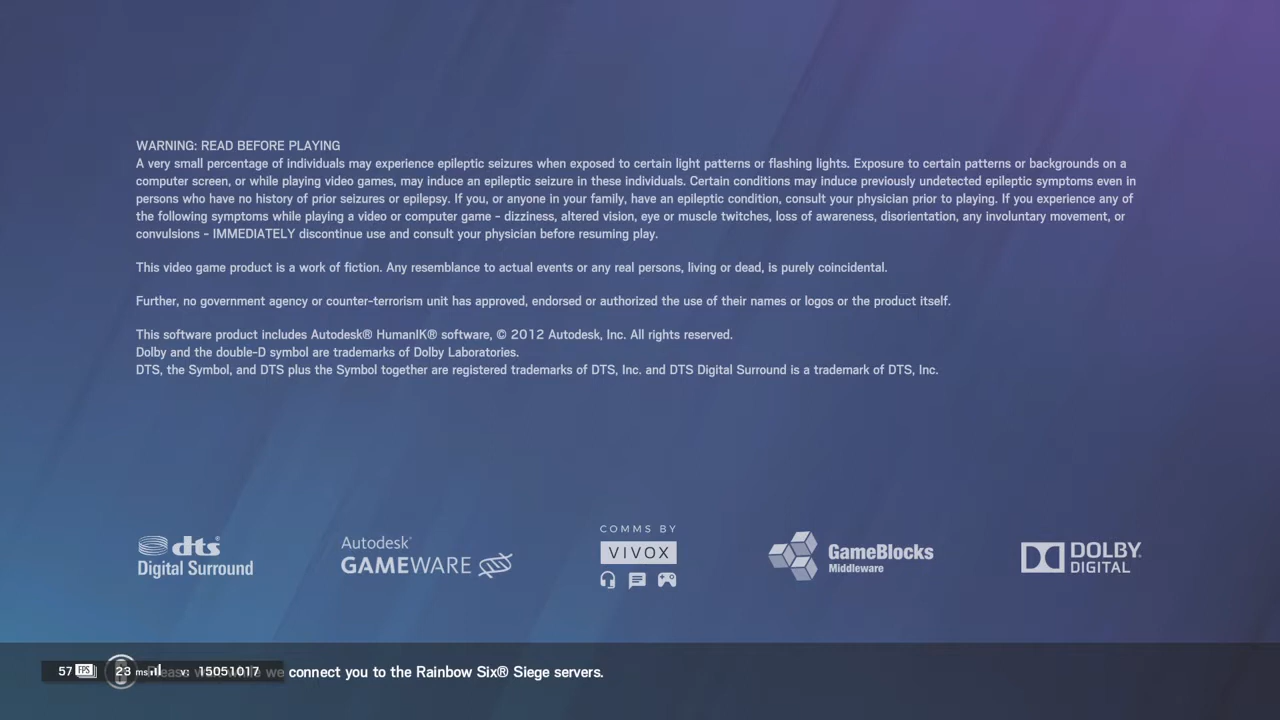 WARNING: READ BEFORE PLAYING
A very small percentage of individuals may experience epileptic seizures when exposed to certain light patterns or flashing lights. Exposure to certain patterns or backgrounds on a
computer screen, or while playing video games, may induce an epileptic seizure in these individuals. Certain conditions may induce previously undetected epileptic symptoms even in
persons who have no history of prior seizures or epilepsy. If you, or anyone in your family, have an epileptic condition, consult your physician prior to playing. If you experience any of
the following symptoms while playing a video or computer game - dizziness, altered vision, eye or muscle twitches, loss of awareness, disorientation, any involuntary movement, or
convulsions - IMMEDIATELY discontinue use and consult your physician before resuming play.
This video game product is a work of fiction. Any resemblance to actual events or any real persons, living or dead, is purely coincidental.
Further, no government agency or counter-terrorism unit has approved, endorsed or authorized the use of their names or logos or the product itself.
This software product includes Autodesk® HumanIK® software, © 2012 Autodesk, Inc. All rights reserved.
Dolby and the double-D symbol are trademarks of Dolby Laboratories.
DTS, the Symbol, and DTS plus the Symbol together are registered trademarks of DTS, Inc. and DTS Digital Surround is a trademark of DTS, Inc.
dts
Digital Surround
Autodesk®
GAMEWARE
COMMS BY
VIVOX
GameBlocks
Middleware
DOLBY
DIGITAL
57 FPS 23 ms v: 15051017 we connect you to the Rainbow Six® Siege servers.